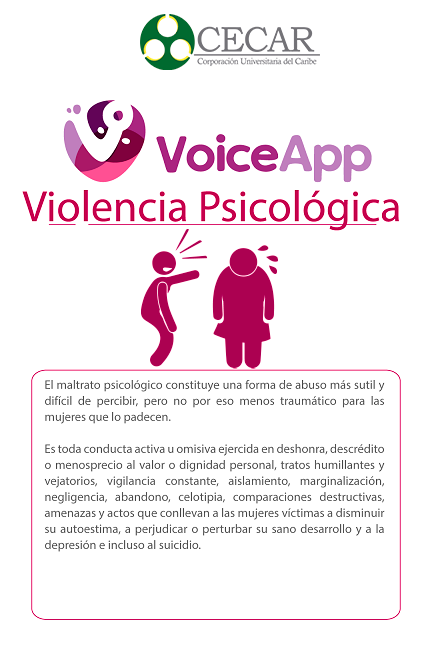 CECAR
Corporación Universitaria del Caribe
VoiceApp
Violencia Psicológica
El maltrato psicológico constituye una forma de abuso más sutil y
difícil de percibir, pero no por eso menos traumático para las
mujeres que lo padecen.
Es toda conducta activa u omisiva ejercida en deshonra, descrédito
o menosprecio al valor o dignidad personal, tratos humillantes y
vejatorios, vigilancia constante, aislamiento, marginalización,
negligencia, abandono, celotipia, comparaciones destructivas,
amenazas y actos que conllevan a las mujeres víctimas a disminuir
su autoestima, a perjudicar o perturbar su sano desarrollo y a la
depresión e incluso al suicidio.